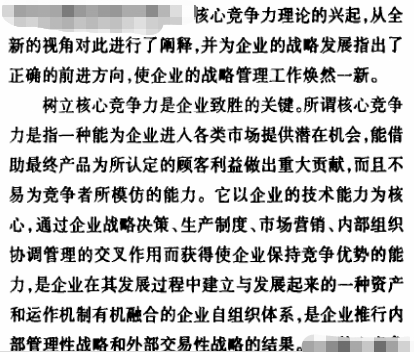 核心竞争力理论的兴起,从全
新的视角对此进行了阐释,并为企业的战略发展指出了
正确的前进方向,使企业的战略管理工作焕然一新。
树立核心竞争力是企业致胜的关键。所谓核心竞争
力是指一种能为企业进入各类市场提供潜在机会,能借
助最终产品为所认定的顾客利益做出重大贡献,而且不
易为竞争者所模仿的能力。它以企业的技术能力为核
心,通过企业战略决策、生产制度、市场营销、内部组织
协调管理的交叉作用而获得使企业保持竞争优势的能
力,是企业在其发展过程中建立与发展起来的一种资产
和运作机制有机融合的企业自组织体系,是企业推行内
部管理性战略和外部交易性战略的结果。